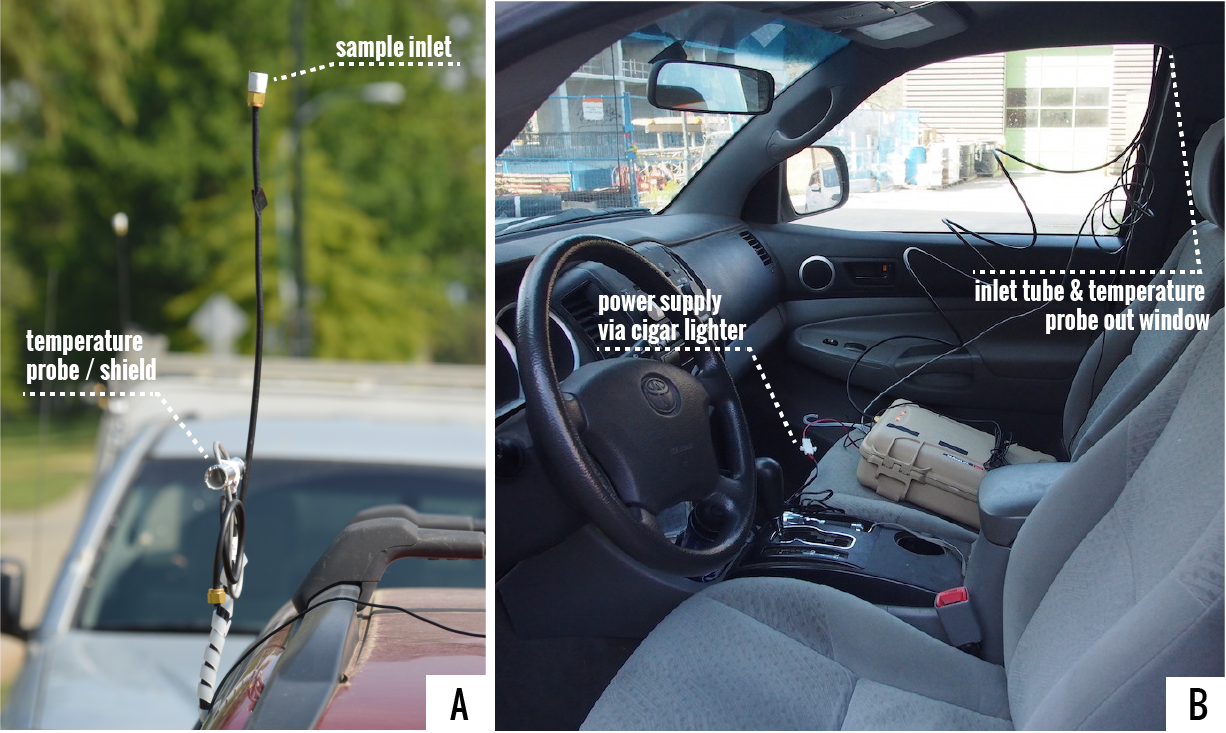 sample inlet
temperature
probe / shield
A
power supply
via cigar lighter
inlet tube & temperature
probe out window
B